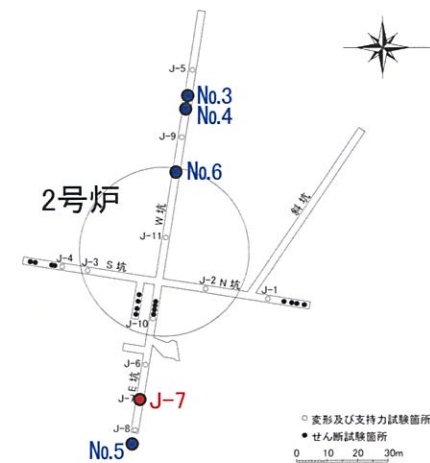 J-5
No.3
No.4
J-9
No.6
2号炉
W坑
斜坑
J-11
J-4
J-3
S坑
J-2
N坑
J-1
J-10
J-6
E坑
J-7
J-7
J-8
No.5
○ 変形及び支持力試験箇所
● せん断試験箇所
0 10 20 30m